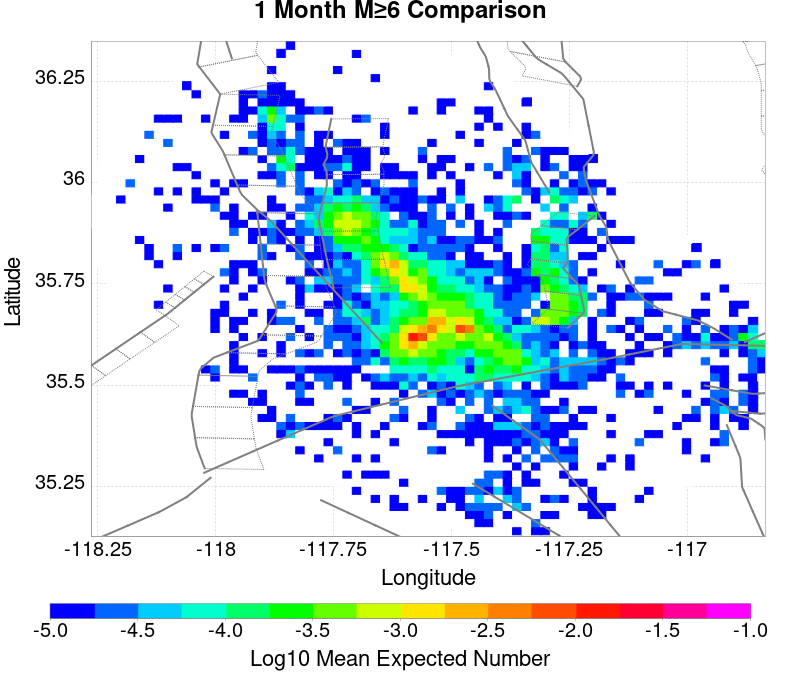 1 Month M≥6 Comparison
36.25
36
35.75
35.5
35.25
Latitude
-118.25 -118 -117.75 -117.5 -117.25 -117
Longitude
-5.0 -4.5 -4.0 -3.5 -3.0 -2.5 -2.0 -1.5 -1.0
Log10 Mean Expected Number